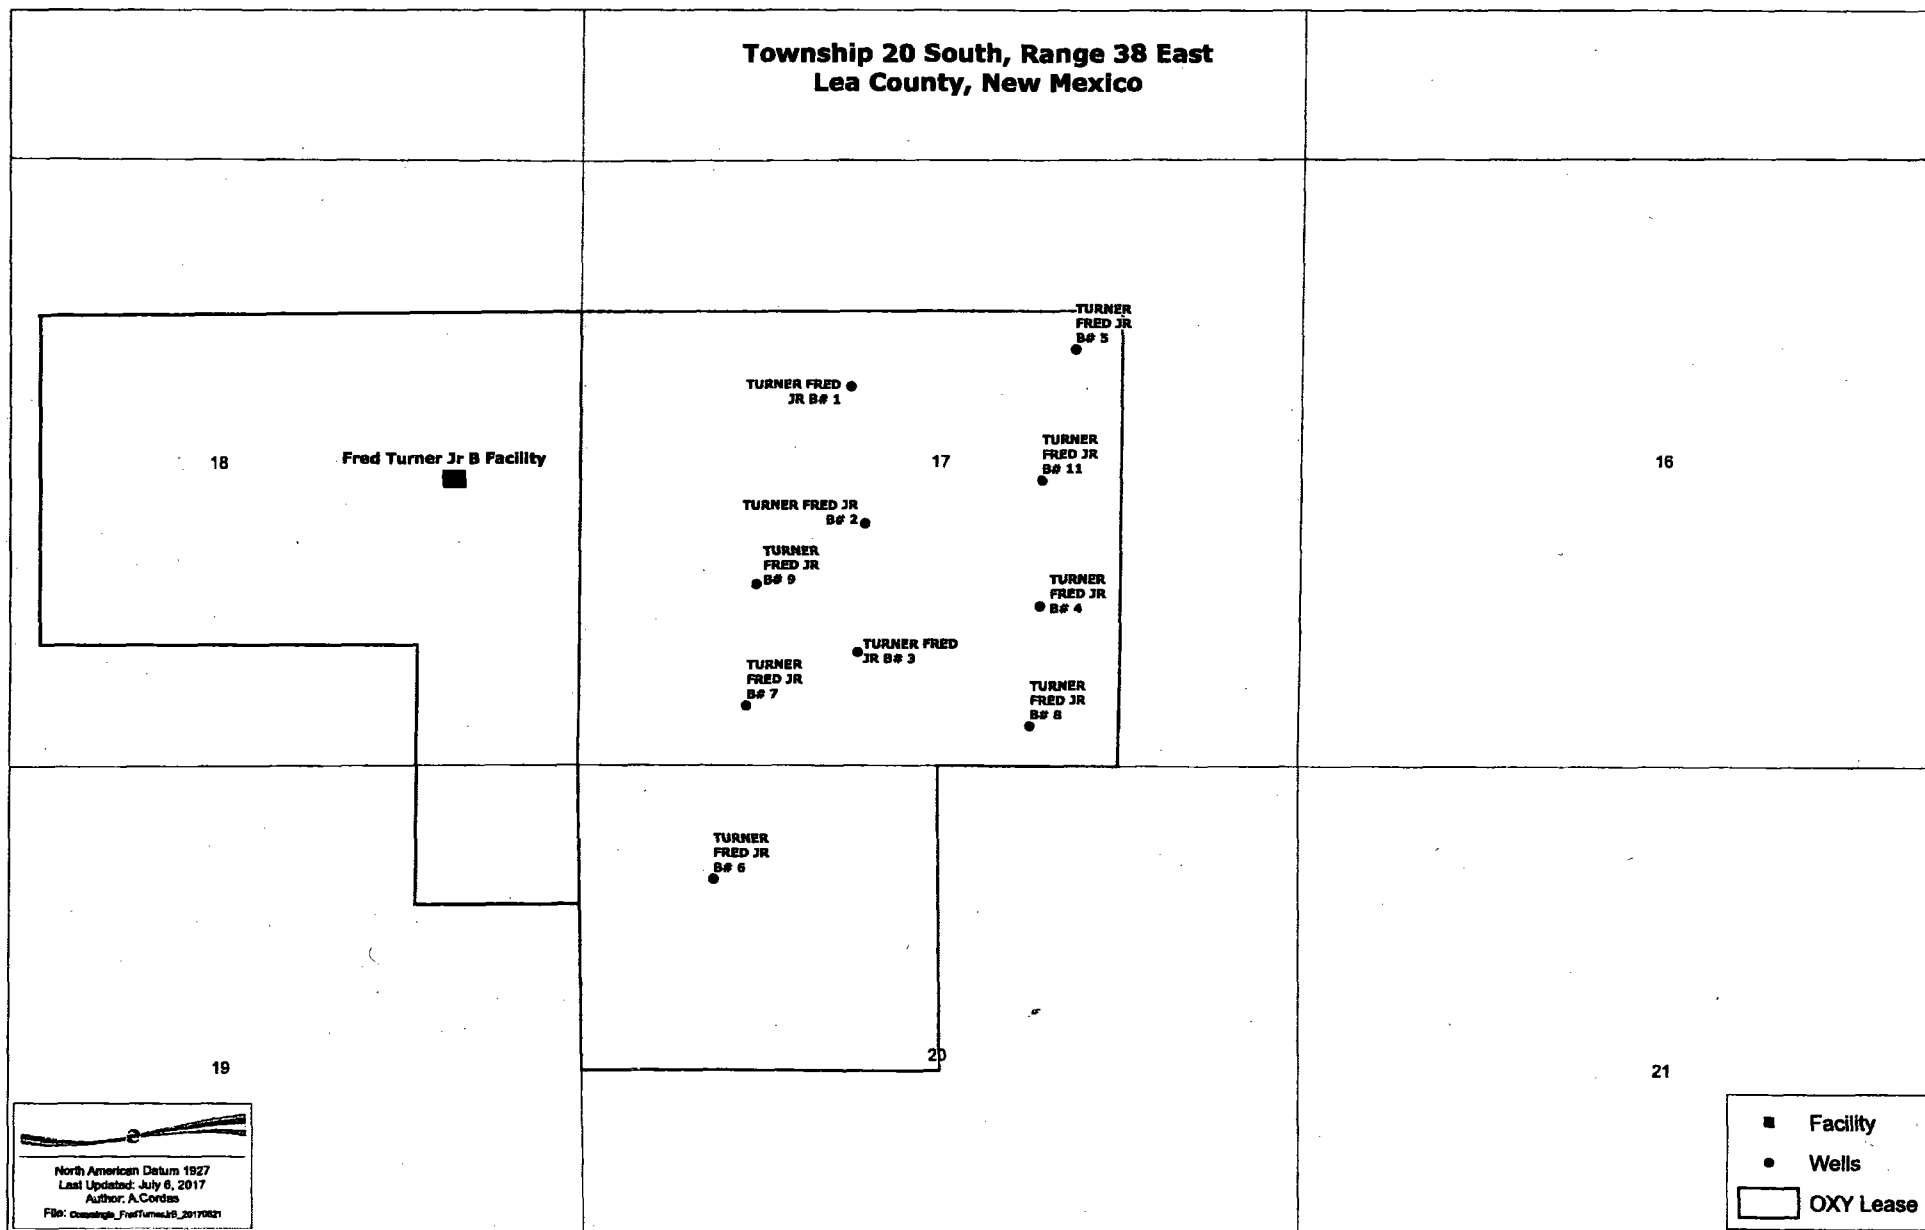 Township 20 South, Range 38 East
Lea County, New Mexico
TURNER
FRED JR
B# 5
TURNER FRED
JR B# 1
TURNER
FRED JR
B# 11
18
Fred Turner Jr B Facility
17
16
TURNER FRED JR
B# 2
TURNER
FRED JR
B# 9
TURNER
FRED JR
B# 4
TURNER FRED
JR B# 3
TURNER
FRED JR
B# 7
TURNER
FRED JR
B# 8
TURNER
FRED JR
B# 6
19
20
21
North American Datum 1927
Last Updated: July 6, 2017
Author: A.Cordes
File: Commingle_FredTurnerJrB_20170621
Facility
Wells
OXY Lease